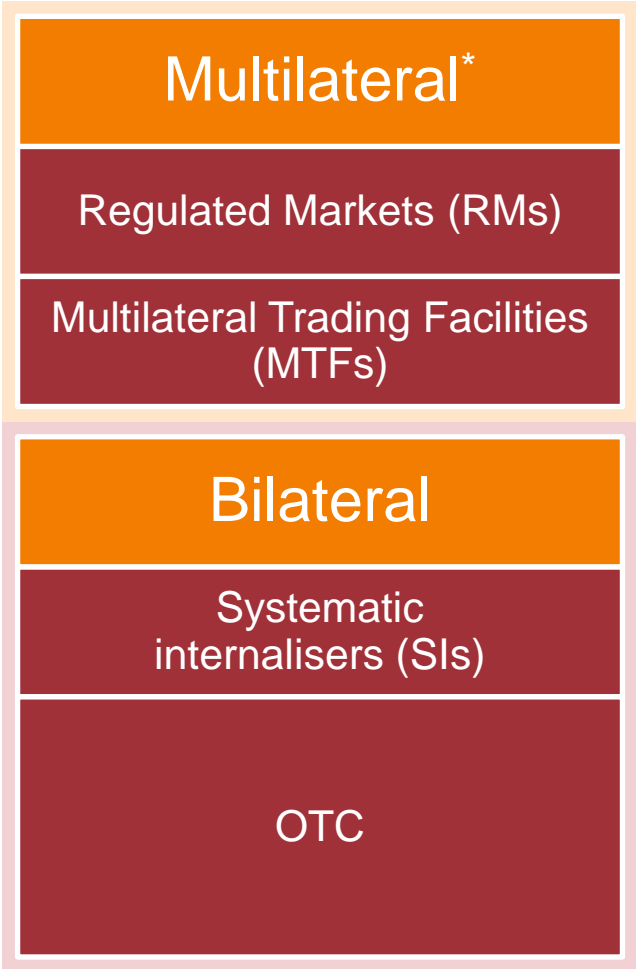 Multilateral*
Regulated Markets (RMs)
Multilateral Trading Facilities
(MTFs)
Bilateral
Systematic
internalisers (SIs)
OTC